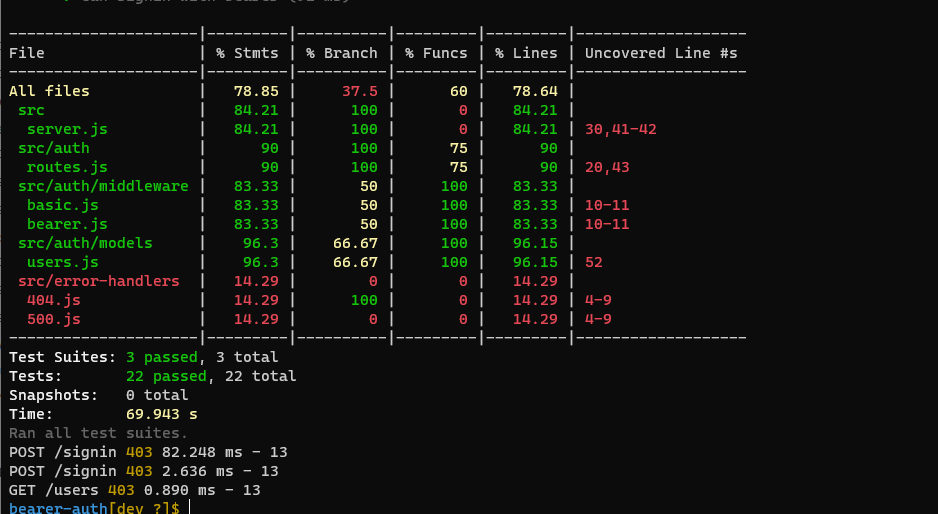 --------------------|---------|----------|---------|---------|-------------------
File | % Stmts | % Branch | % Funcs | % Lines | Uncovered Line #s
--------------------|---------|----------|---------|---------|-------------------
All files | 78.85 | 37.5 | 60 | 78.64 |
src | 84.21 | 100 | 0 | 84.21 |
server.js | 84.21 | 100 | 0 | 84.21 | 30,41-42
src/auth | 90 | 100 | 75 | 90 |
routes.js | 90 | 100 | 75 | 90 | 20,43
src/auth/middleware | 83.33 | 50 | 100 | 83.33 |
basic.js | 83.33 | 50 | 100 | 83.33 | 10-11
bearer.js | 83.33 | 50 | 100 | 83.33 | 10-11
src/auth/models | 96.3 | 66.67 | 100 | 96.15 |
users.js | 96.3 | 66.67 | 100 | 96.15 | 52
src/error-handlers | 14.29 | 0 | 0 | 14.29 |
404.js | 14.29 | 100 | 0 | 14.29 | 4-9
500.js | 14.29 | 0 | 0 | 14.29 | 4-9
--------------------|---------|----------|---------|---------|-------------------
Test Suites: 3 passed, 3 total
Tests: 22 passed, 22 total
Snapshots: 0 total
Time: 69.943 s
Ran all test suites.
POST /signin 403 82.248 ms - 13
POST /signin 403 2.636 ms - 13
GET /users 403 0.890 ms - 13
bearer-auth[dev ?]$